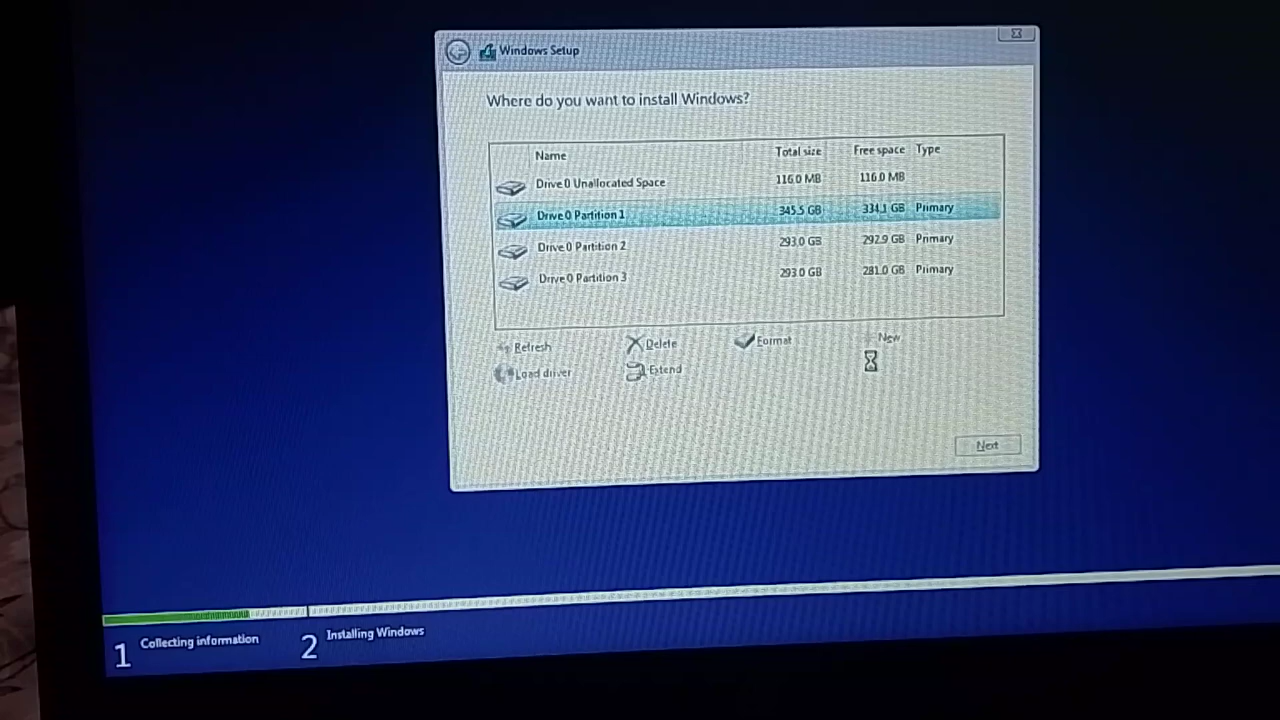 Windows Setup
Where do you want to install Windows?
Name Total size Free space Type
Drive 0 Unallocated Space 116.0 MB 116.0 MB
Drive 0 Partition 1 345.5 GB 334.1 GB Primary
Drive 0 Partition 2 293.0 GB 292.9 GB Primary
Drive 0 Partition 3 293.0 GB 281.0 GB Primary
Refresh Delete Format New
Load driver Extend
Next
1 Collecting information 2 Installing Windows